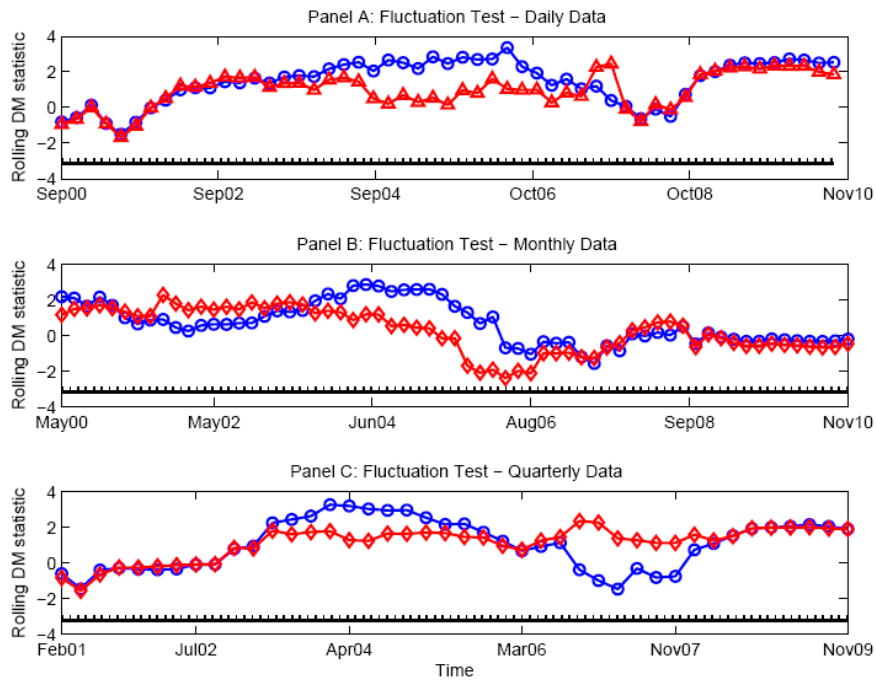 Panel A: Fluctuation Test – Daily Data
Rolling DM statistic
4
2
0
−2
−4
Sep00 Sep02 Sep04 Oct06 Oct08 Nov10
Panel B: Fluctuation Test – Monthly Data
Rolling DM statistic
4
2
0
−2
−4
May00 May02 Jun04 Aug06 Sep08 Nov10
Panel C: Fluctuation Test – Quarterly Data
Rolling DM statistic
4
2
0
−2
−4
Feb01 Jul02 Apr04 Mar06 Nov07 Nov09
Time